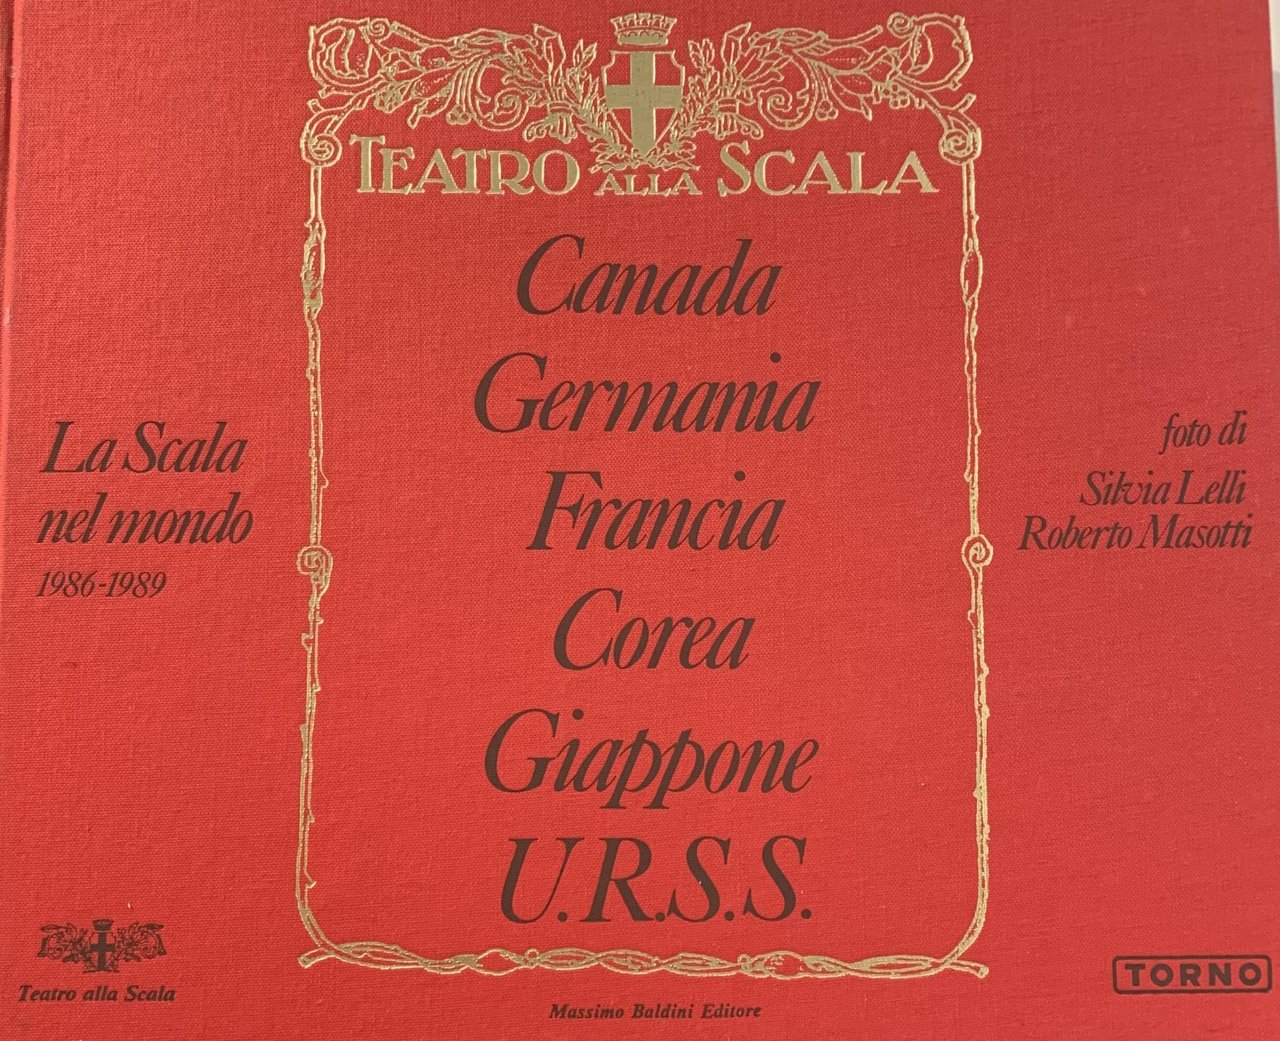 TEATRO ALLA SCALA
Canada
Germania
Francia
Corea
Giappone
U.R.S.S.
La Scala
nel mondo
1986-1989
foto di
Silvia Lelli
Roberto Masotti
Teatro alla Scala
Massimo Baldini Editore
TORNO